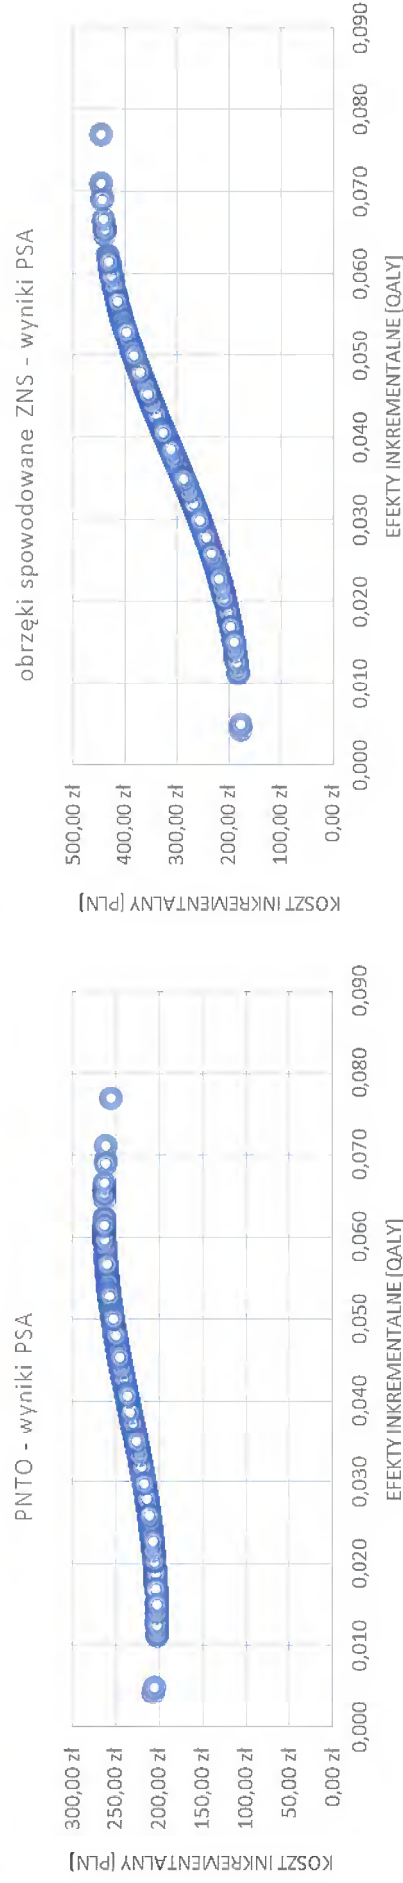 PNTO - wyniki PSA
KOSZT INKREMENTALNY [PLN]
300,00 zł
250,00 zł
200,00 zł
150,00 zł
100,00 zł
50,00 zł
0,00 zł
0,000 0,010 0,020 0,030 0,040 0,050 0,060 0,070 0,080 0,090
EFEKTY INKREMENTALNE [QALY]
obrzęki spowodowane ZNS - wyniki PSA
KOSZT INKREMENTALNY [PLN]
500,00 zł
400,00 zł
300,00 zł
200,00 zł
100,00 zł
0,00 zł
0,000 0,010 0,020 0,030 0,040 0,050 0,060 0,070 0,080 0,090
EFEKTY INKREMENTALNE [QALY]